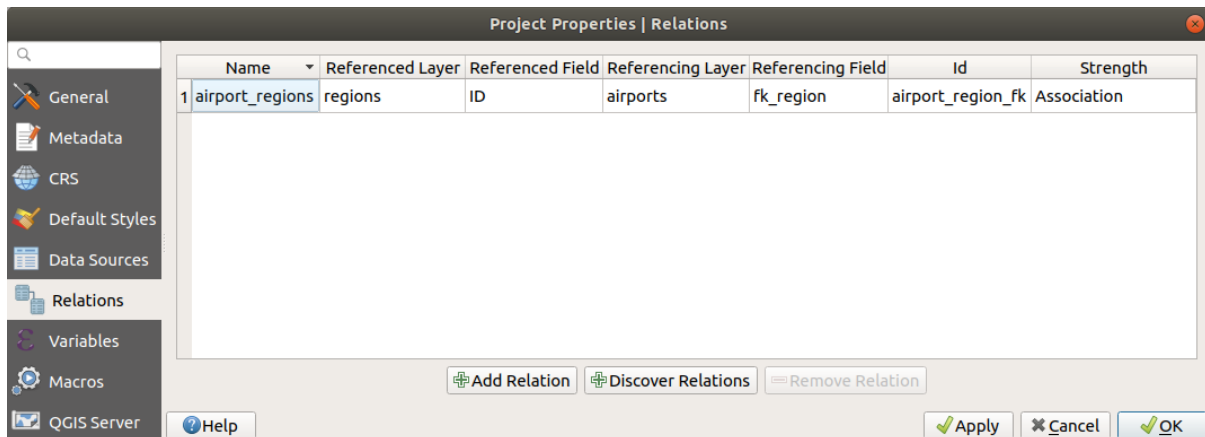 Project Properties | Relations
General
Metadata
CRS
Default Styles
Data Sources
Relations
Variables
Macros
QGIS Server
Name Referenced Layer Referenced Field Referencing Layer Referencing Field Id Strength
1 airport_regions regions ID airports fk_region airport_region_fk Association
Add Relation Discover Relations Remove Relation
Help Apply Cancel OK